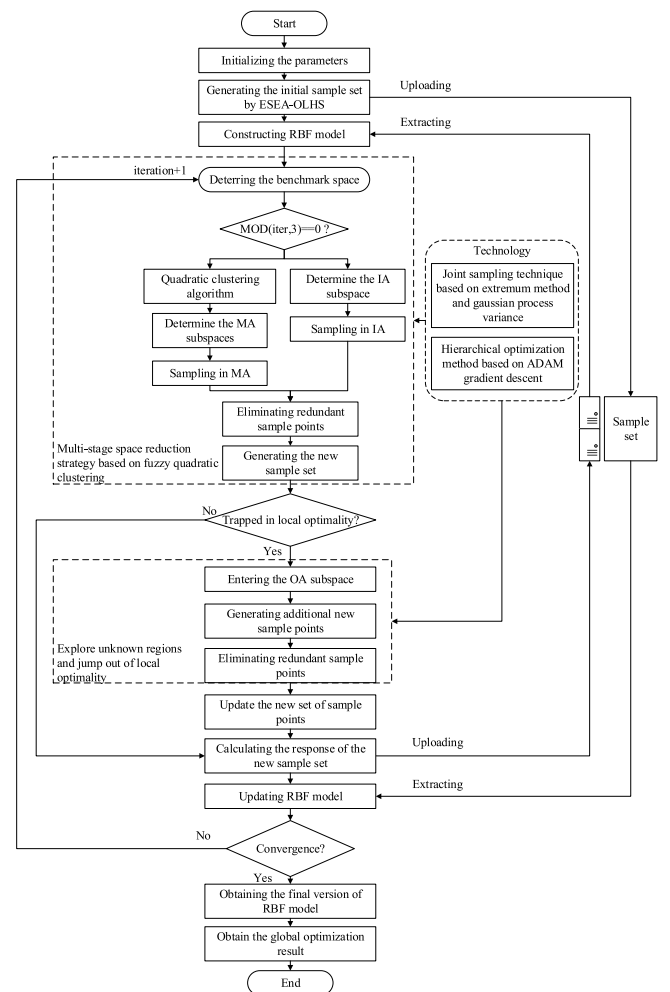 Start
Initializing the parameters
Generating the initial sample set
by ESEA-OLHS
Uploading
Constructing RBF model
Extracting
iteration+1
Deterring the benchmark space
MOD(iter,3)==0 ?
Quadratic clustering
algorithm
Determine the IA
subspace
Determine the MA
subspaces
Sampling in IA
Sampling in MA
Eliminating redundant
sample points
Generating the new
sample set
Multi-stage space reduction
strategy based on fuzzy quadratic
clustering
Technology
Joint sampling technique
based on extremum method
and gaussian process
variance
Hierarchical optimization
method based on ADAM
gradient descent
Sample
set
No
Trapped in local optimality?
Yes
Entering the OA subspace
Generating additional new
sample points
Eliminating redundant sample
points
Explore unknown regions
and jump out of local
optimality
Update the new set of sample
points
Calculating the response of the
new sample set
Uploading
Updating RBF model
Extracting
No
Convergence?
Yes
Obtaining the final version of
RBF model
Obtain the global optimization
result
End